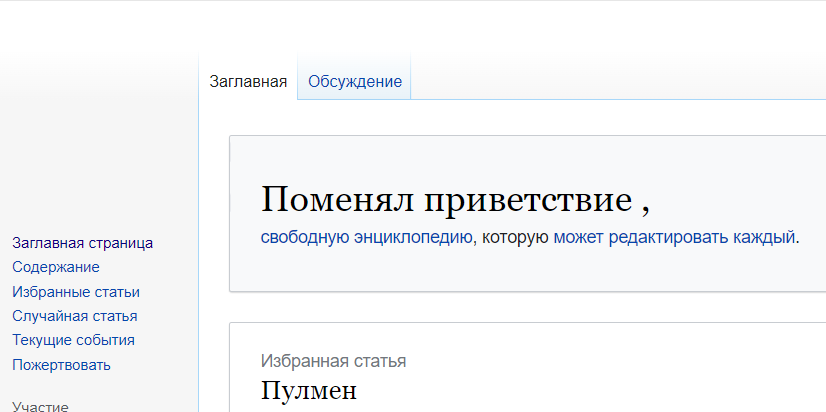 Заглавная
Обсуждение
Поменял приветствие ,
свободную энциклопедию, которую может редактировать каждый.
Заглавная страница
Содержание
Избранные статьи
Случайная статья
Текущие события
Пожертвовать
Участие
Избранная статья
Пулмен